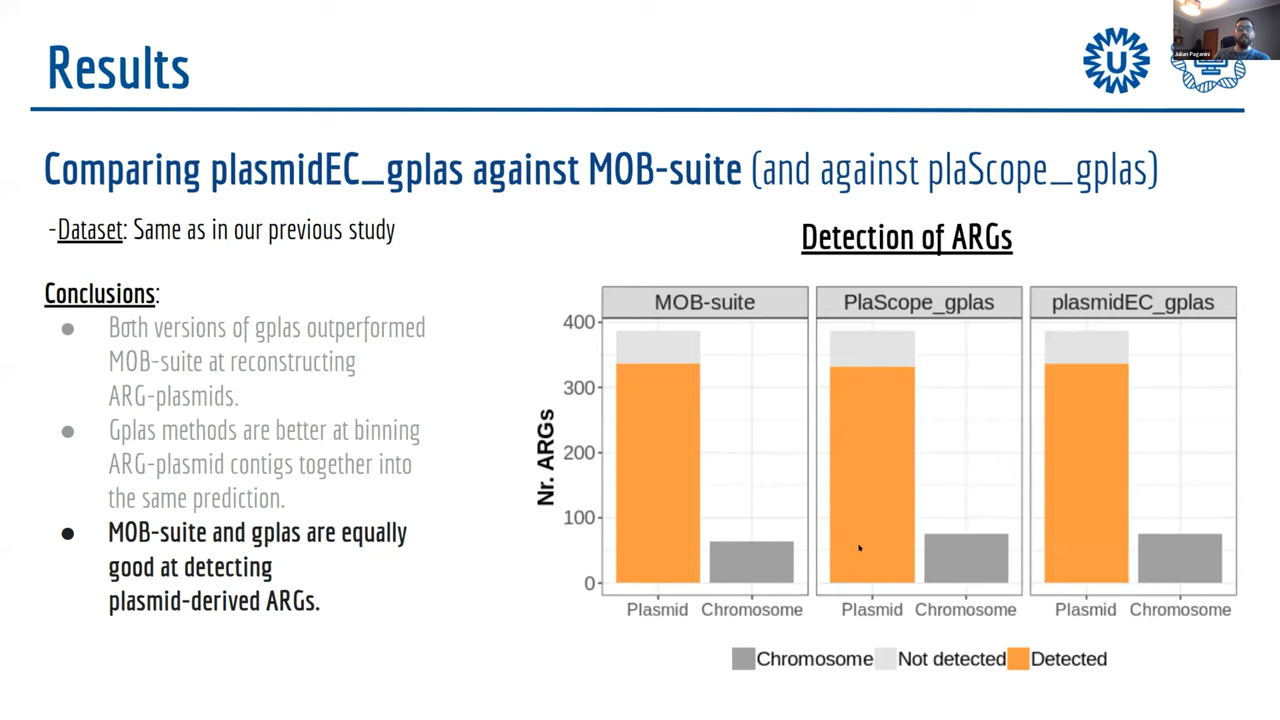 Results
U
Julian Paganini
Comparing plasmidEC_gplas against MOB-suite (and against plaScope_gplas)
-Dataset: Same as in our previous study
Conclusions:
● Both versions of gplas outperformed
MOB-suite at reconstructing
ARG-plasmids.
● Gplas methods are better at binning
ARG-plasmid contigs together into
the same prediction.
● MOB-suite and gplas are equally
good at detecting
plasmid-derived ARGs.
Detection of ARGs
MOB-suite PlaScope_gplas plasmidEC_gplas
Nr. ARGs
400
300
200
100
0
Plasmid Chromosome Plasmid Chromosome Plasmid Chromosome
Chromosome Not detected Detected